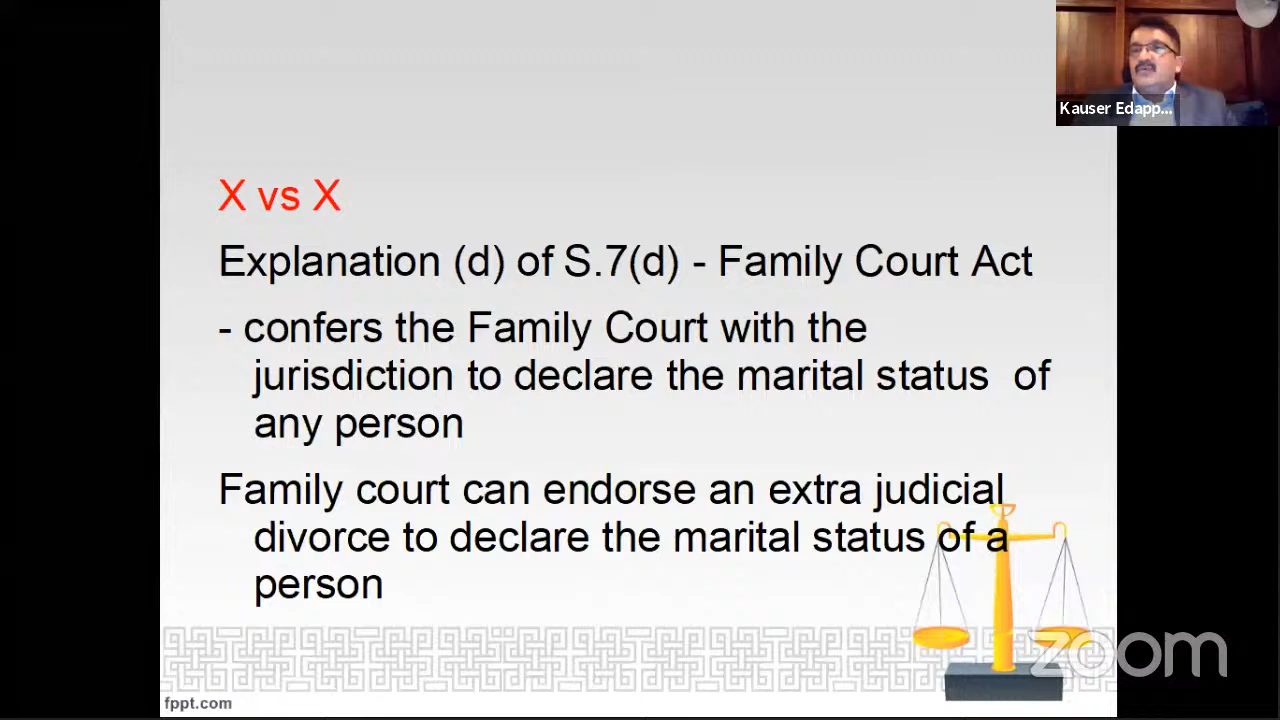 Kauser Edapp...
X vs X
Explanation (d) of S.7(d) - Family Court Act
- confers the Family Court with the
jurisdiction to declare the marital status of
any person
Family court can endorse an extra judicial
divorce to declare the marital status of a
person
zoom
fppt.com